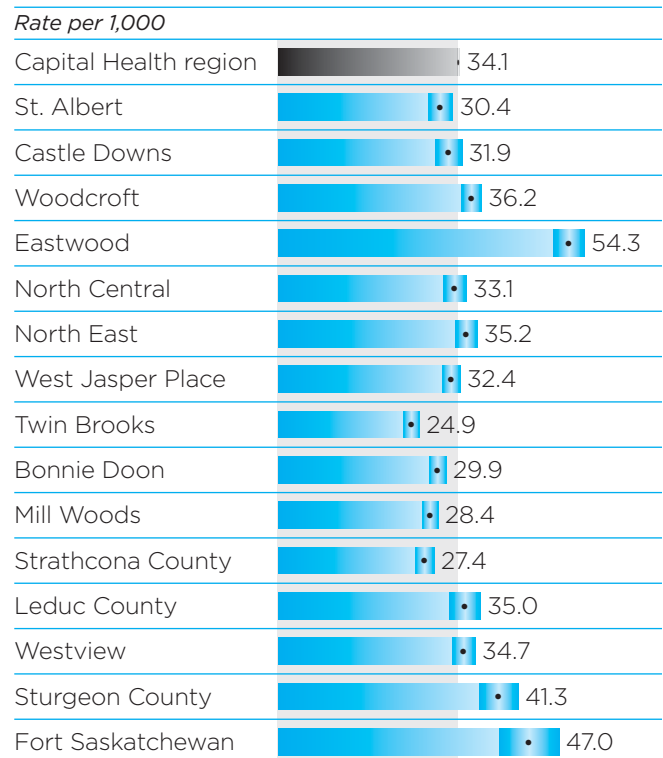 Rate per 1,000
Capital Health region 34.1
St. Albert 30.4
Castle Downs 31.9
Woodcroft 36.2
Eastwood 54.3
North Central 33.1
North East 35.2
West Jasper Place 32.4
Twin Brooks 24.9
Bonnie Doon 29.9
Mill Woods 28.4
Strathcona County 27.4
Leduc County 35.0
Westview 34.7
Sturgeon County 41.3
Fort Saskatchewan 47.0